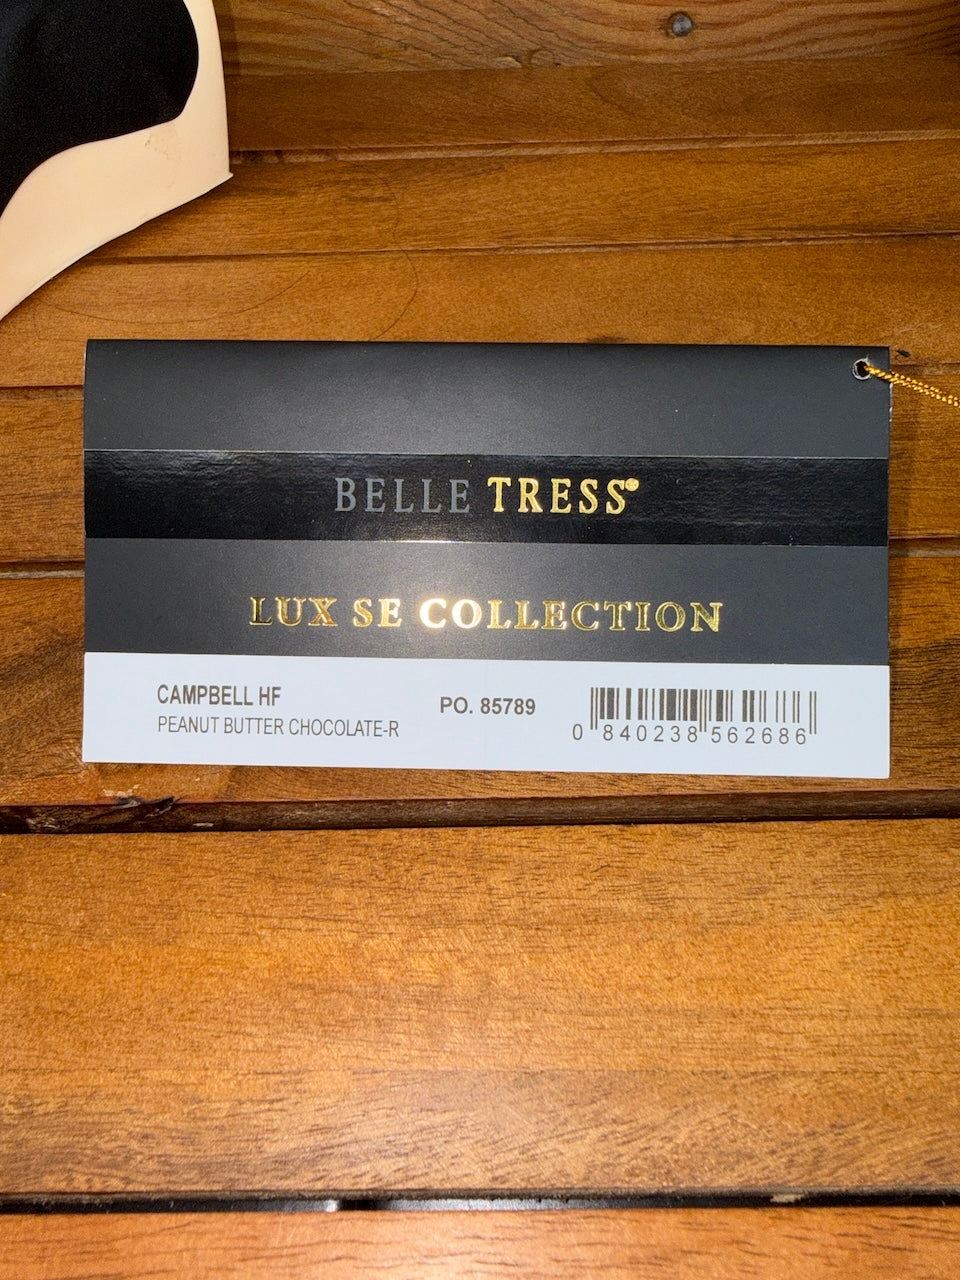 BELLE TRESS®
LUX SE COLLECTION
CAMPBELL HF
PEANUT BUTTER CHOCOLATE-R
PO. 85789
0 840238 562686